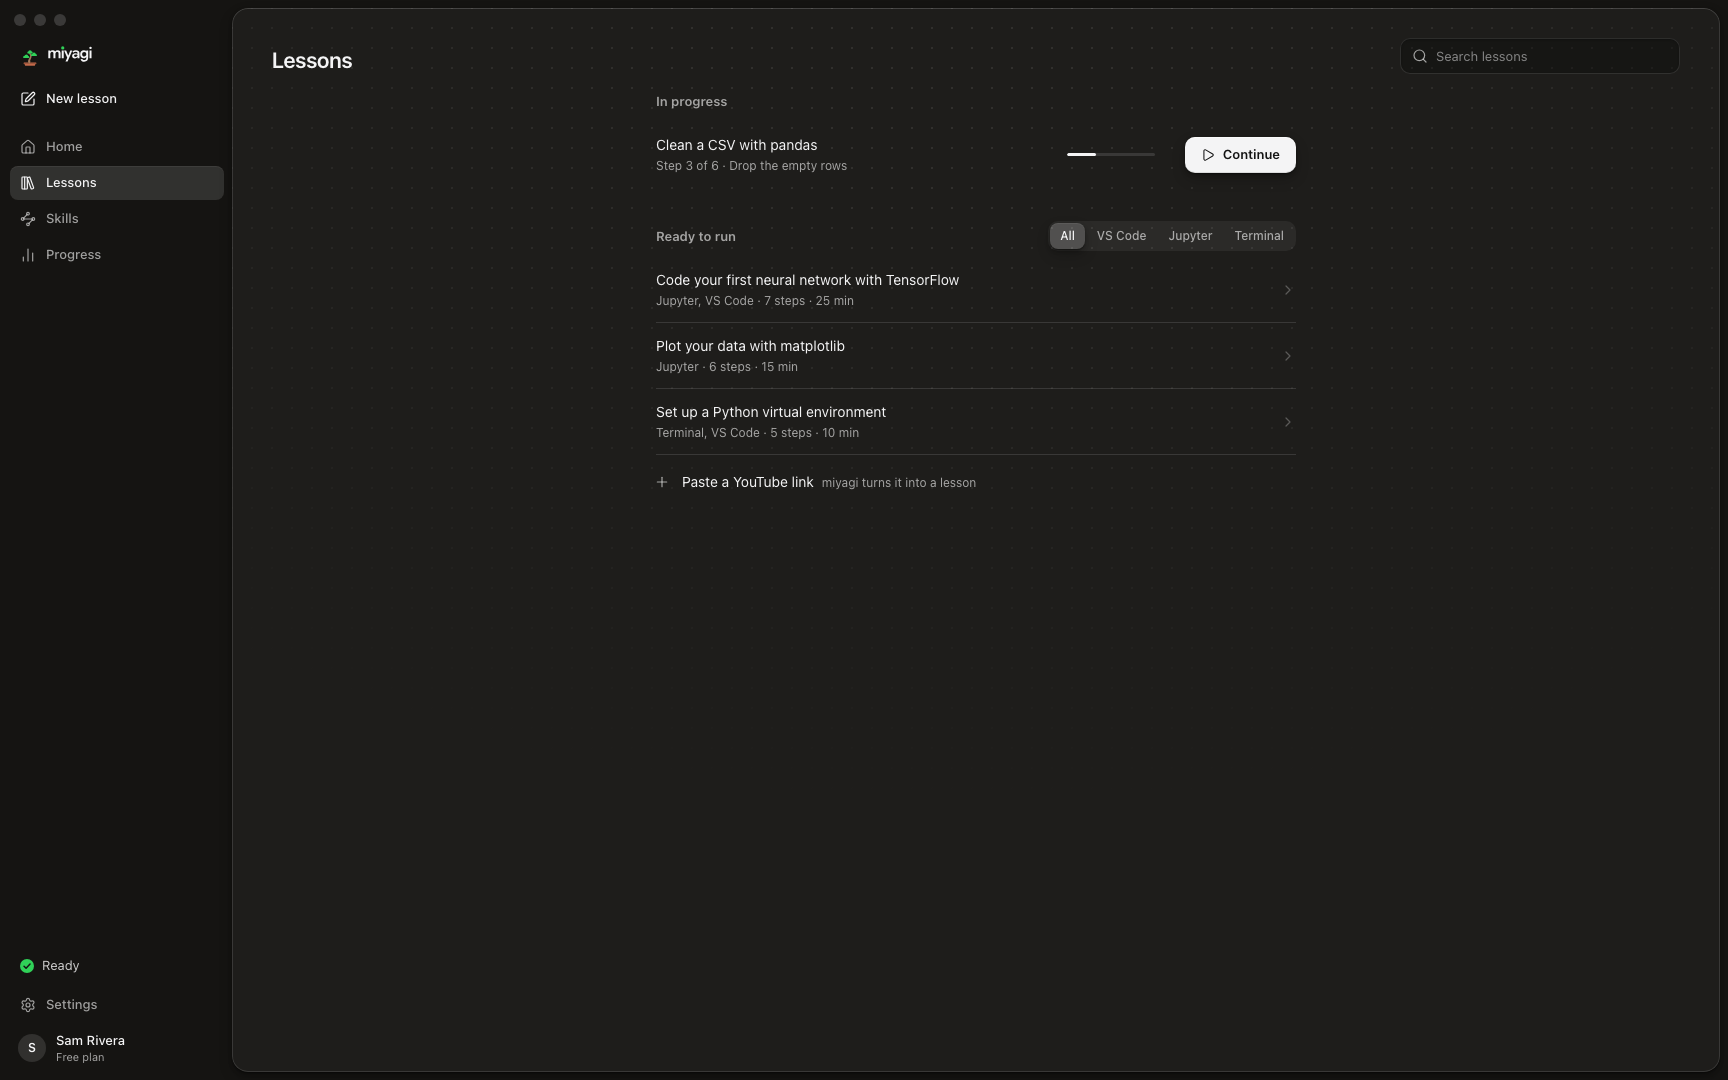 miyagi
New lesson
Home
Lessons
Skills
Progress
Ready
Settings
S
Sam Rivera
Free plan
Lessons
Search lessons
In progress
Clean a CSV with pandas
Step 3 of 6 · Drop the empty rows
Continue
Ready to run
All VS Code Jupyter Terminal
Code your first neural network with TensorFlow
Jupyter, VS Code · 7 steps · 25 min
Plot your data with matplotlib
Jupyter · 6 steps · 15 min
Set up a Python virtual environment
Terminal, VS Code · 5 steps · 10 min
Paste a YouTube link miyagi turns it into a lesson